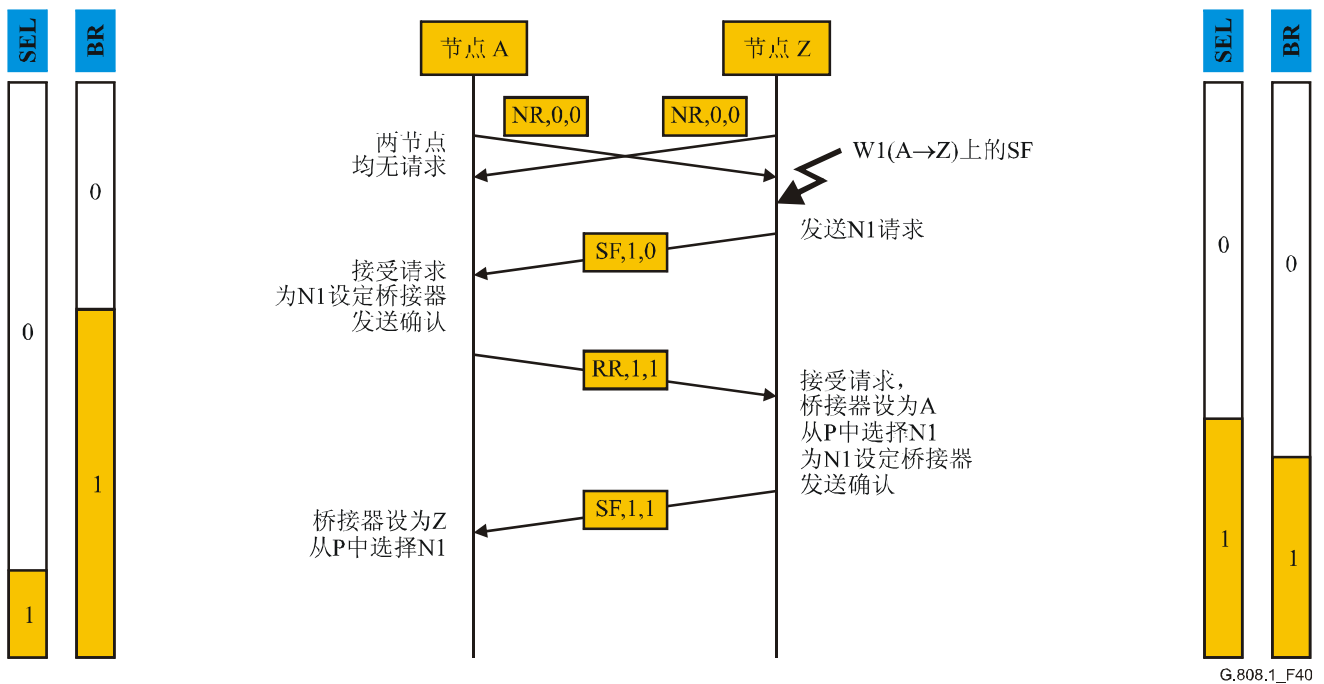 SEL
BR
节点 A
节点 Z
SEL
BR
NR,0,0
NR,0,0
两节点
均无请求
W1(A→Z)上的SF
0
发送N1请求
0
0
SF,1,0
接受请求
为N1设定桥接器
发送确认
0
RR,1,1
接受请求，
桥接器设为A
从P中选择N1
为N1设定桥接器
发送确认
1
SF,1,1
桥接器设为Z
从P中选择N1
1
1
1
G.808.1_F40